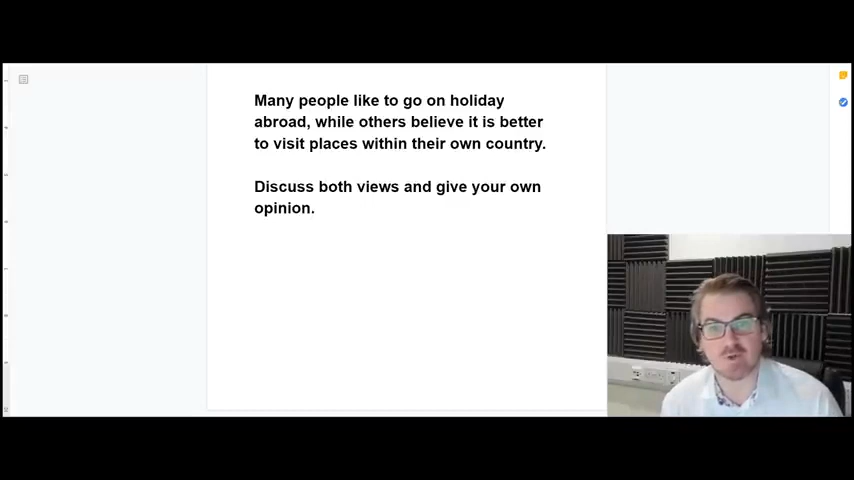 Many people like to go on holiday
abroad, while others believe it is better
to visit places within their own country.
Discuss both views and give your own
opinion.